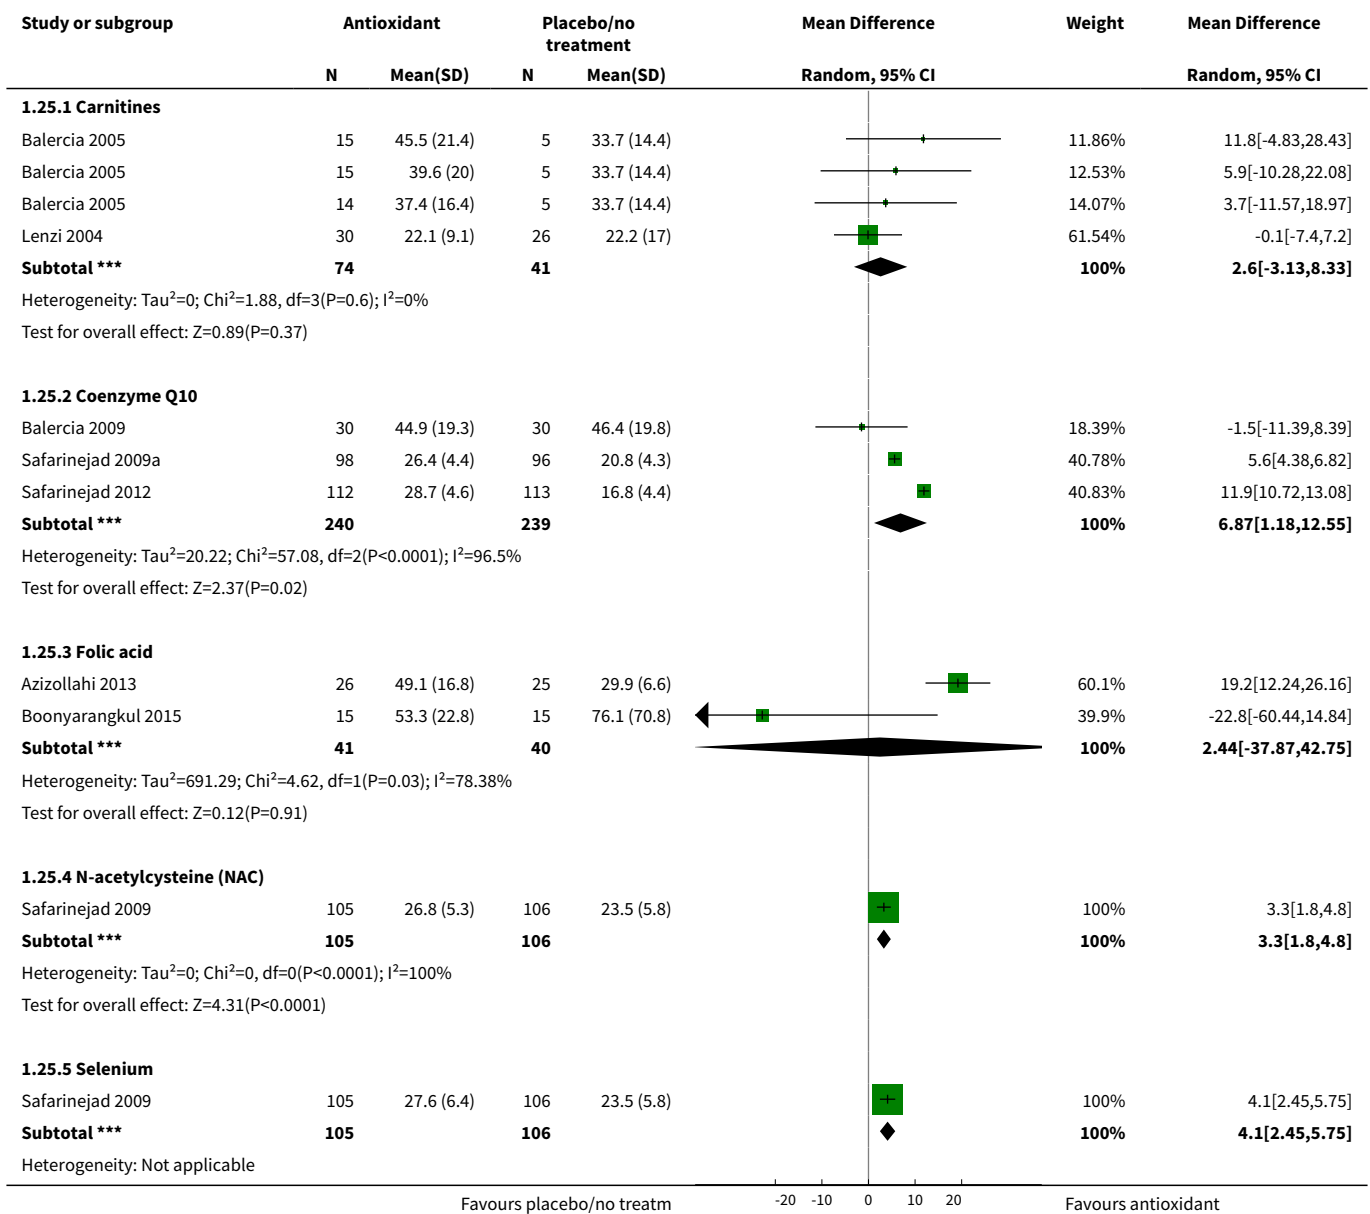 Study or subgroup Antioxidant Placebo/no treatment Mean Difference Weight Mean Difference
N Mean(SD) N Mean(SD) Random, 95% CI Random, 95% CI
1.25.1 Carnitines
Balercia 2005 15 45.5 (21.4) 5 33.7 (14.4) 11.86% 11.8[-4.83,28.43]
Balercia 2005 15 39.6 (20) 5 33.7 (14.4) 12.53% 5.9[-10.28,22.08]
Balercia 2005 14 37.4 (16.4) 5 33.7 (14.4) 14.07% 3.7[-11.57,18.97]
Lenzi 2004 30 22.1 (9.1) 26 22.2 (17) 61.54% -0.1[-7.4,7.2]
Subtotal *** 74 41 100% 2.6[-3.13,8.33]
Heterogeneity: Tau²=0; Chi²=1.88, df=3(P=0.6); I²=0%
Test for overall effect: Z=0.89(P=0.37)
1.25.2 Coenzyme Q10
Balercia 2009 30 44.9 (19.3) 30 46.4 (19.8) 18.39% -1.5[-11.39,8.39]
Safarinejad 2009a 98 26.4 (4.4) 96 20.8 (4.3) 40.78% 5.6[4.38,6.82]
Safarinejad 2012 112 28.7 (4.6) 113 16.8 (4.4) 40.83% 11.9[10.72,13.08]
Subtotal *** 240 239 100% 6.87[1.18,12.55]
Heterogeneity: Tau²=20.22; Chi²=57.08, df=2(P<0.0001); I²=96.5%
Test for overall effect: Z=2.37(P=0.02)
1.25.3 Folic acid
Azizollahi 2013 26 49.1 (16.8) 25 29.9 (6.6) 60.1% 19.2[12.24,26.16]
Boonyarangkul 2015 15 53.3 (22.8) 15 76.1 (70.8) 39.9% -22.8[-60.44,14.84]
Subtotal *** 41 40 100% 2.44[-37.87,42.75]
Heterogeneity: Tau²=691.29; Chi²=4.62, df=1(P=0.03); I²=78.38%
Test for overall effect: Z=0.12(P=0.91)
1.25.4 N-acetylcysteine (NAC)
Safarinejad 2009 105 26.8 (5.3) 106 23.5 (5.8) 100% 3.3[1.8,4.8]
Subtotal *** 105 106 100% 3.3[1.8,4.8]
Heterogeneity: Tau²=0; Chi²=0, df=0(P<0.0001); I²=100%
Test for overall effect: Z=4.31(P<0.0001)
1.25.5 Selenium
Safarinejad 2009 105 27.6 (6.4) 106 23.5 (5.8) 100% 4.1[2.45,5.75]
Subtotal *** 105 106 100% 4.1[2.45,5.75]
Heterogeneity: Not applicable
Favours placebo/no treatm -20 -10 0 10 20 Favours antioxidant